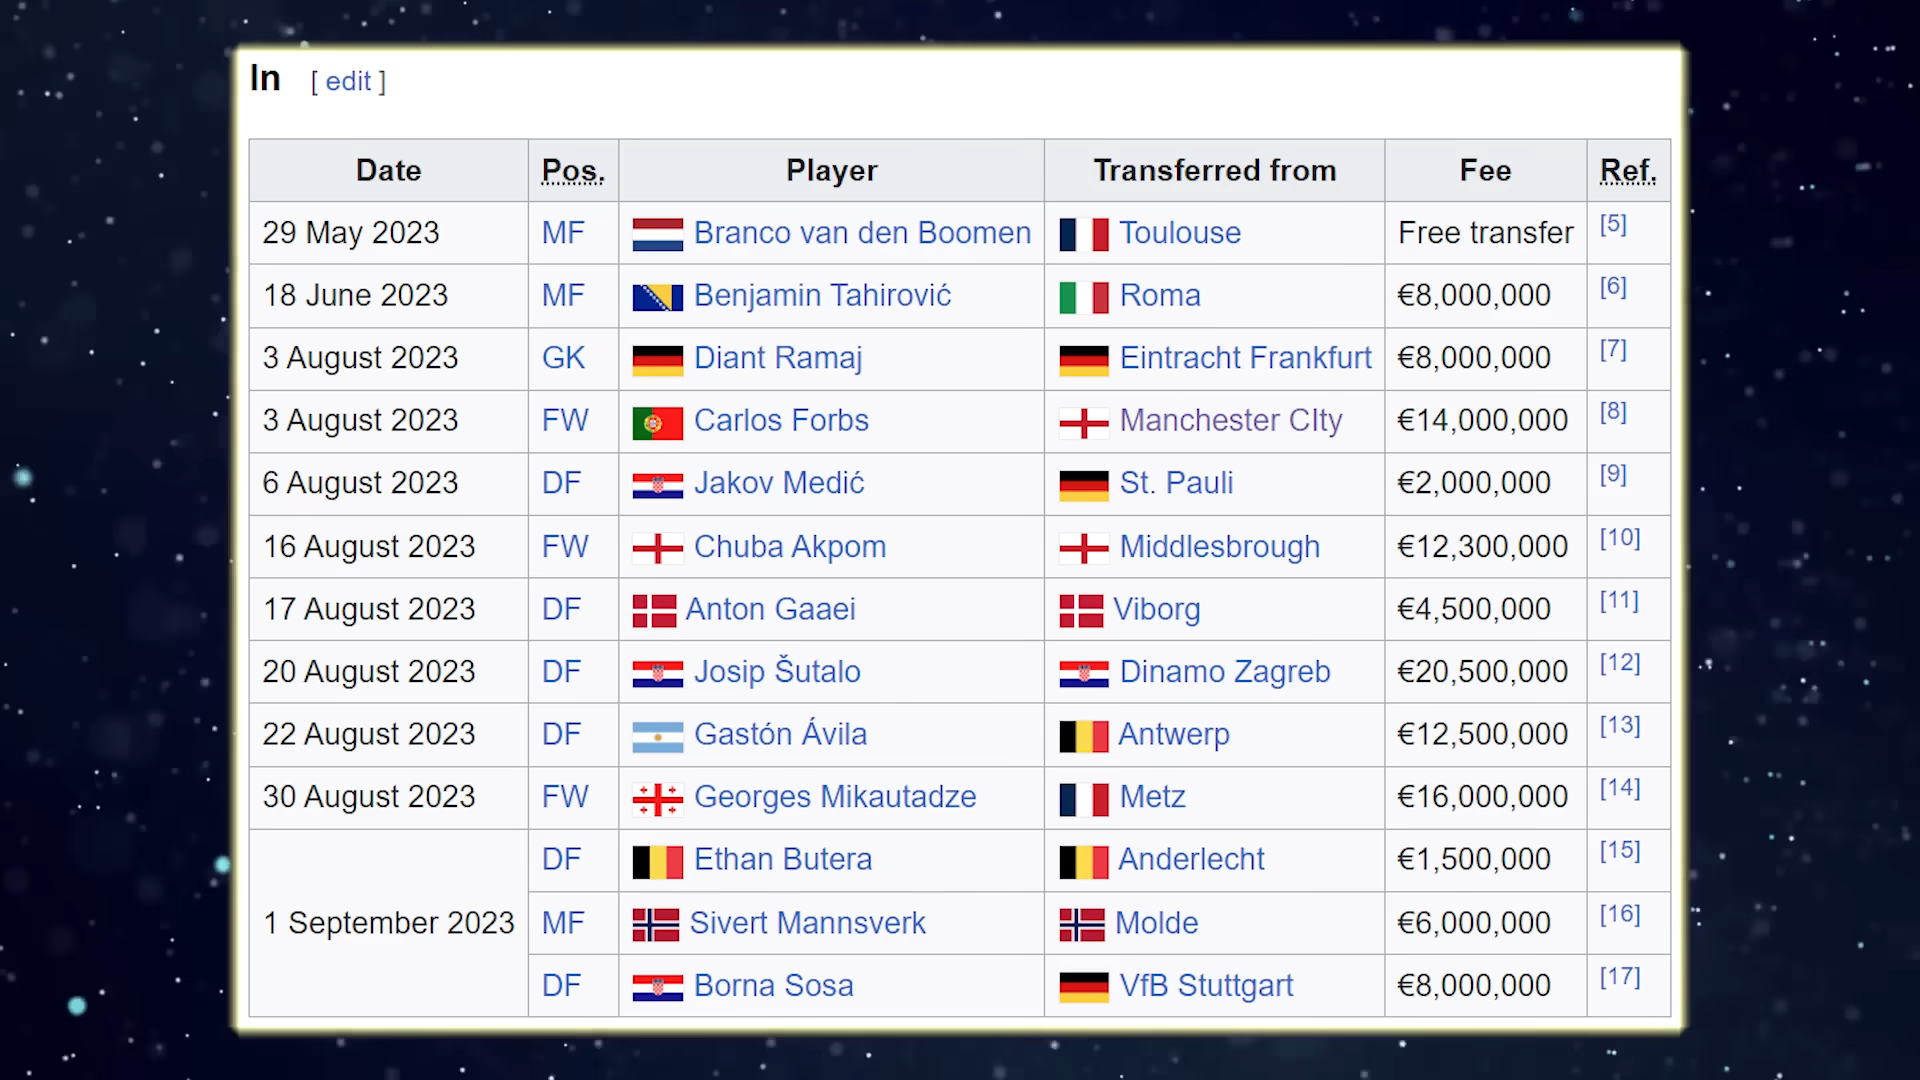 In [ edit ]
Date Pos. Player Transferred from Fee Ref.
29 May 2023 MF Branco van den Boomen Toulouse Free transfer [5]
18 June 2023 MF Benjamin Tahirović Roma €8,000,000 [6]
3 August 2023 GK Diant Ramaj Eintracht Frankfurt €8,000,000 [7]
3 August 2023 FW Carlos Forbs Manchester CIty €14,000,000 [8]
6 August 2023 DF Jakov Medić St. Pauli €2,000,000 [9]
16 August 2023 FW Chuba Akpom Middlesbrough €12,300,000 [10]
17 August 2023 DF Anton Gaaei Viborg €4,500,000 [11]
20 August 2023 DF Josip Šutalo Dinamo Zagreb €20,500,000 [12]
22 August 2023 DF Gastón Ávila Antwerp €12,500,000 [13]
30 August 2023 FW Georges Mikautadze Metz €16,000,000 [14]
DF Ethan Butera Anderlecht €1,500,000 [15]
1 September 2023 MF Sivert Mannsverk Molde €6,000,000 [16]
DF Borna Sosa VfB Stuttgart €8,000,000 [17]